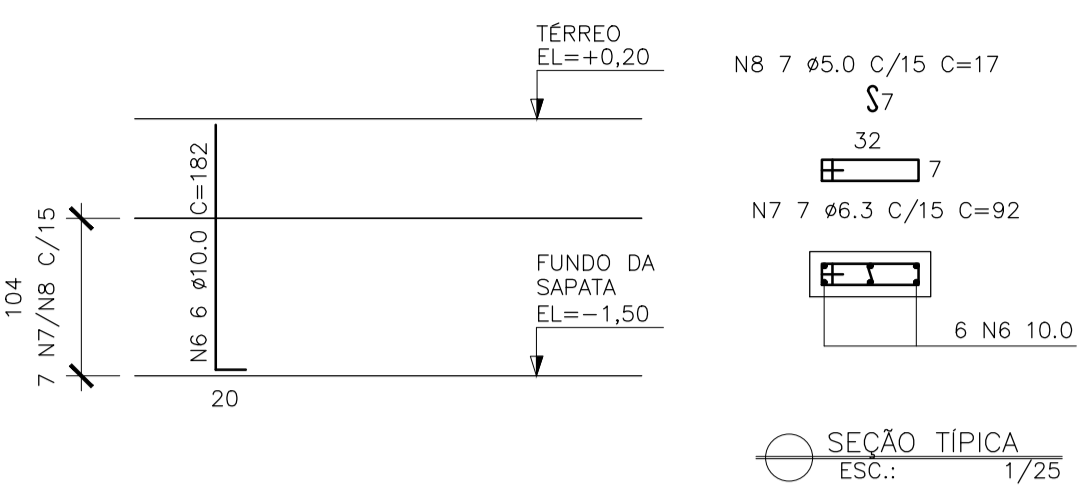 TÉRREO
EL=+0,20
N6 6 ø10.0 C=182
104
7 N7/N8 C/15
FUNDO DA
SAPATA
EL=-1,50
20
N8 7 ø5.0 C/15 C=17
7
32
7
N7 7 ø6.3 C/15 C=92
6 N6 10.0
SEÇÃO TÍPICA
ESC.: 1/25